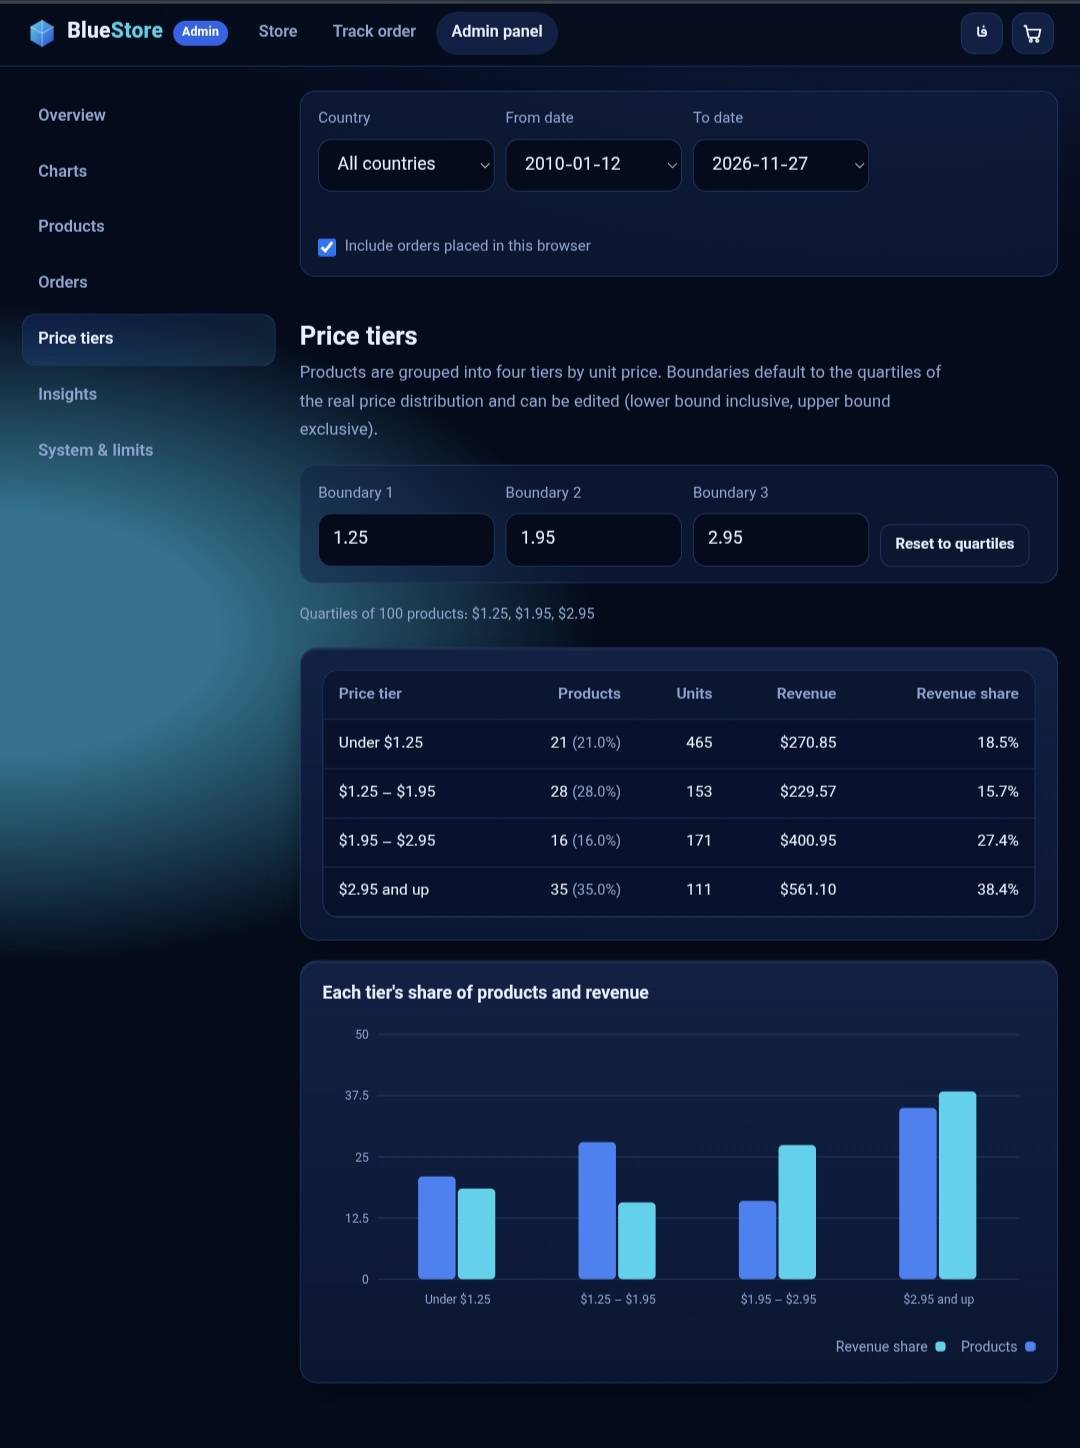 BlueStore Admin Store Track order Admin panel فا
Overview
Charts
Products
Orders
Price tiers
Insights
System & limits
Country From date To date
All countries 2010-01-12 2026-11-27
Include orders placed in this browser
Price tiers
Products are grouped into four tiers by unit price. Boundaries default to the quartiles of
the real price distribution and can be edited (lower bound inclusive, upper bound
exclusive).
Boundary 1 Boundary 2 Boundary 3
1.25 1.95 2.95 Reset to quartiles
Quartiles of 100 products: $1.25, $1.95, $2.95
Price tier Products Units Revenue Revenue share
Under $1.25 21 (21.0%) 465 $270.85 18.5%
$1.25 – $1.95 28 (28.0%) 153 $229.57 15.7%
$1.95 – $2.95 16 (16.0%) 171 $400.95 27.4%
$2.95 and up 35 (35.0%) 111 $561.10 38.4%
Each tier's share of products and revenue
50
37.5
25
12.5
0
Under $1.25 $1.25 – $1.95 $1.95 – $2.95 $2.95 and up
Revenue share Products